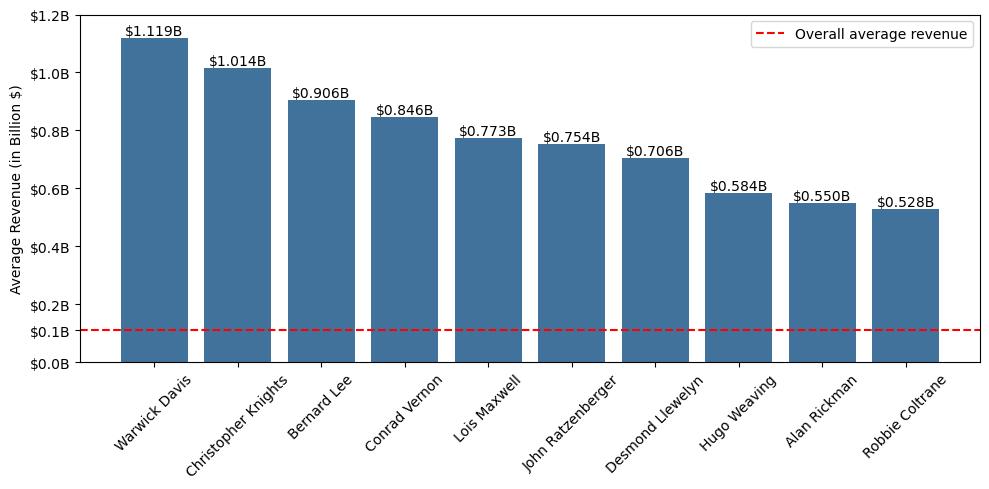 $1.2B
$1.0B
$0.8B
$0.6B
$0.4B
$0.2B
$0.1B
$0.0B
Average Revenue (in Billion $)
Overall average revenue
$1.119B
$1.014B
$0.906B
$0.846B
$0.773B
$0.754B
$0.706B
$0.584B
$0.550B
$0.528B
Warwick Davis
Christopher Knights
Bernard Lee
Conrad Vernon
Lois Maxwell
John Ratzenberger
Desmond Llewelyn
Hugo Weaving
Alan Rickman
Robbie Coltrane